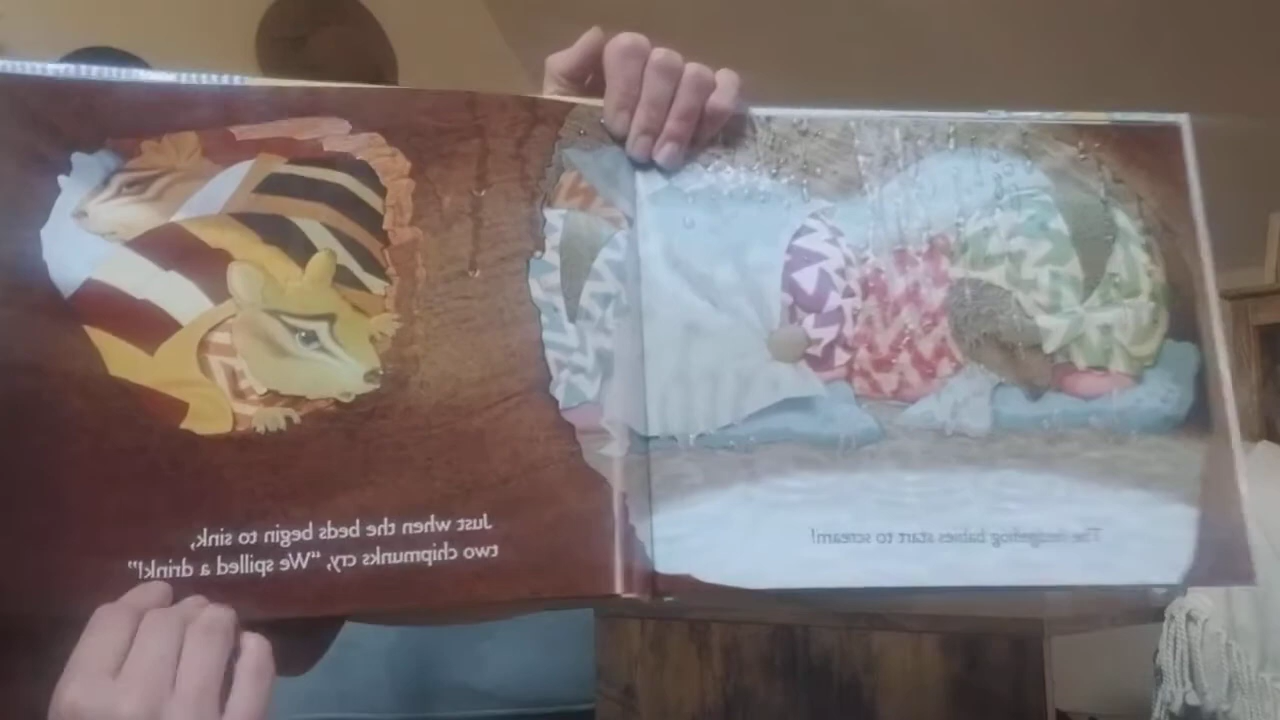 Just when the beds begin to sink,
two chipmunks cry, “We spilled a drink!”
The hedgehog babies start to scream!